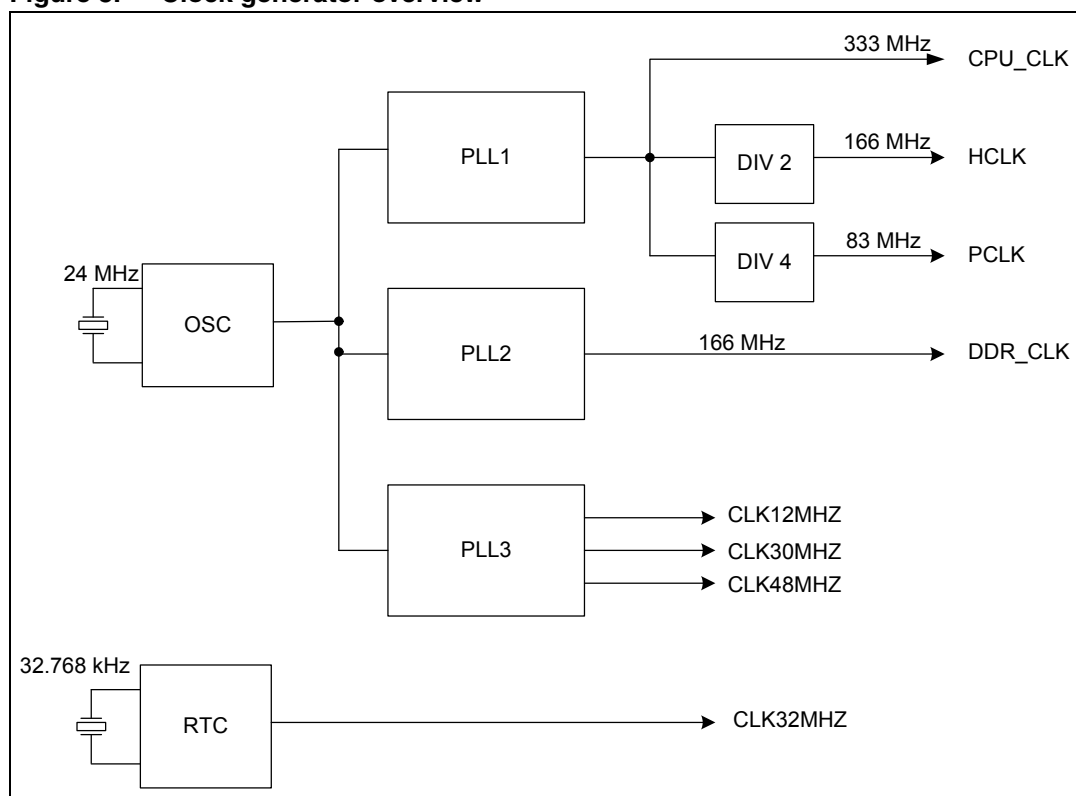 333 MHz
CPU_CLK
PLL1
DIV 2
166 MHz
HCLK
DIV 4
83 MHz
PCLK
24 MHz
OSC
PLL2
166 MHz
DDR_CLK
PLL3
CLK12MHZ
CLK30MHZ
CLK48MHZ
32.768 kHz
RTC
CLK32MHZ